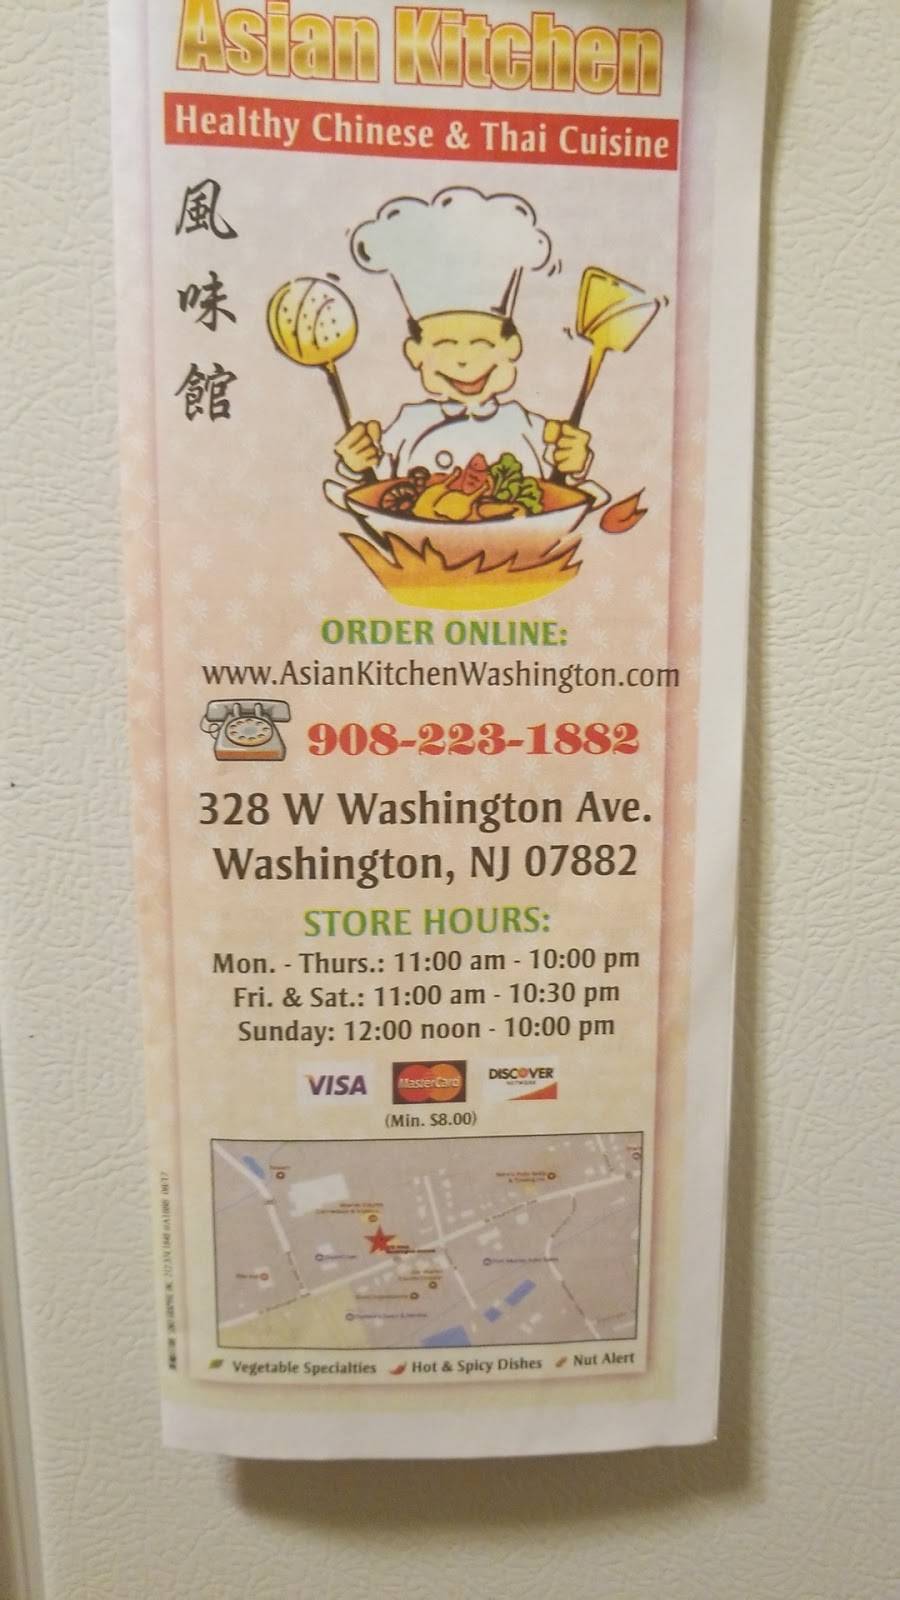 Asian Kitchen
Healthy Chinese & Thai Cuisine
風
味
館
ORDER ONLINE:
www.AsianKitchenWashington.com
908-223-1882
328 W Washington Ave.
Washington, NJ 07882
STORE HOURS:
Mon. - Thurs.: 11:00 am - 10:00 pm
Fri. & Sat.: 11:00 am - 10:30 pm
Sunday: 12:00 noon - 10:00 pm
VISA MasterCard DISCOVER
NETWORK
(Min. $8.00)
Vegetable Specialties Hot & Spicy Dishes Nut Alert